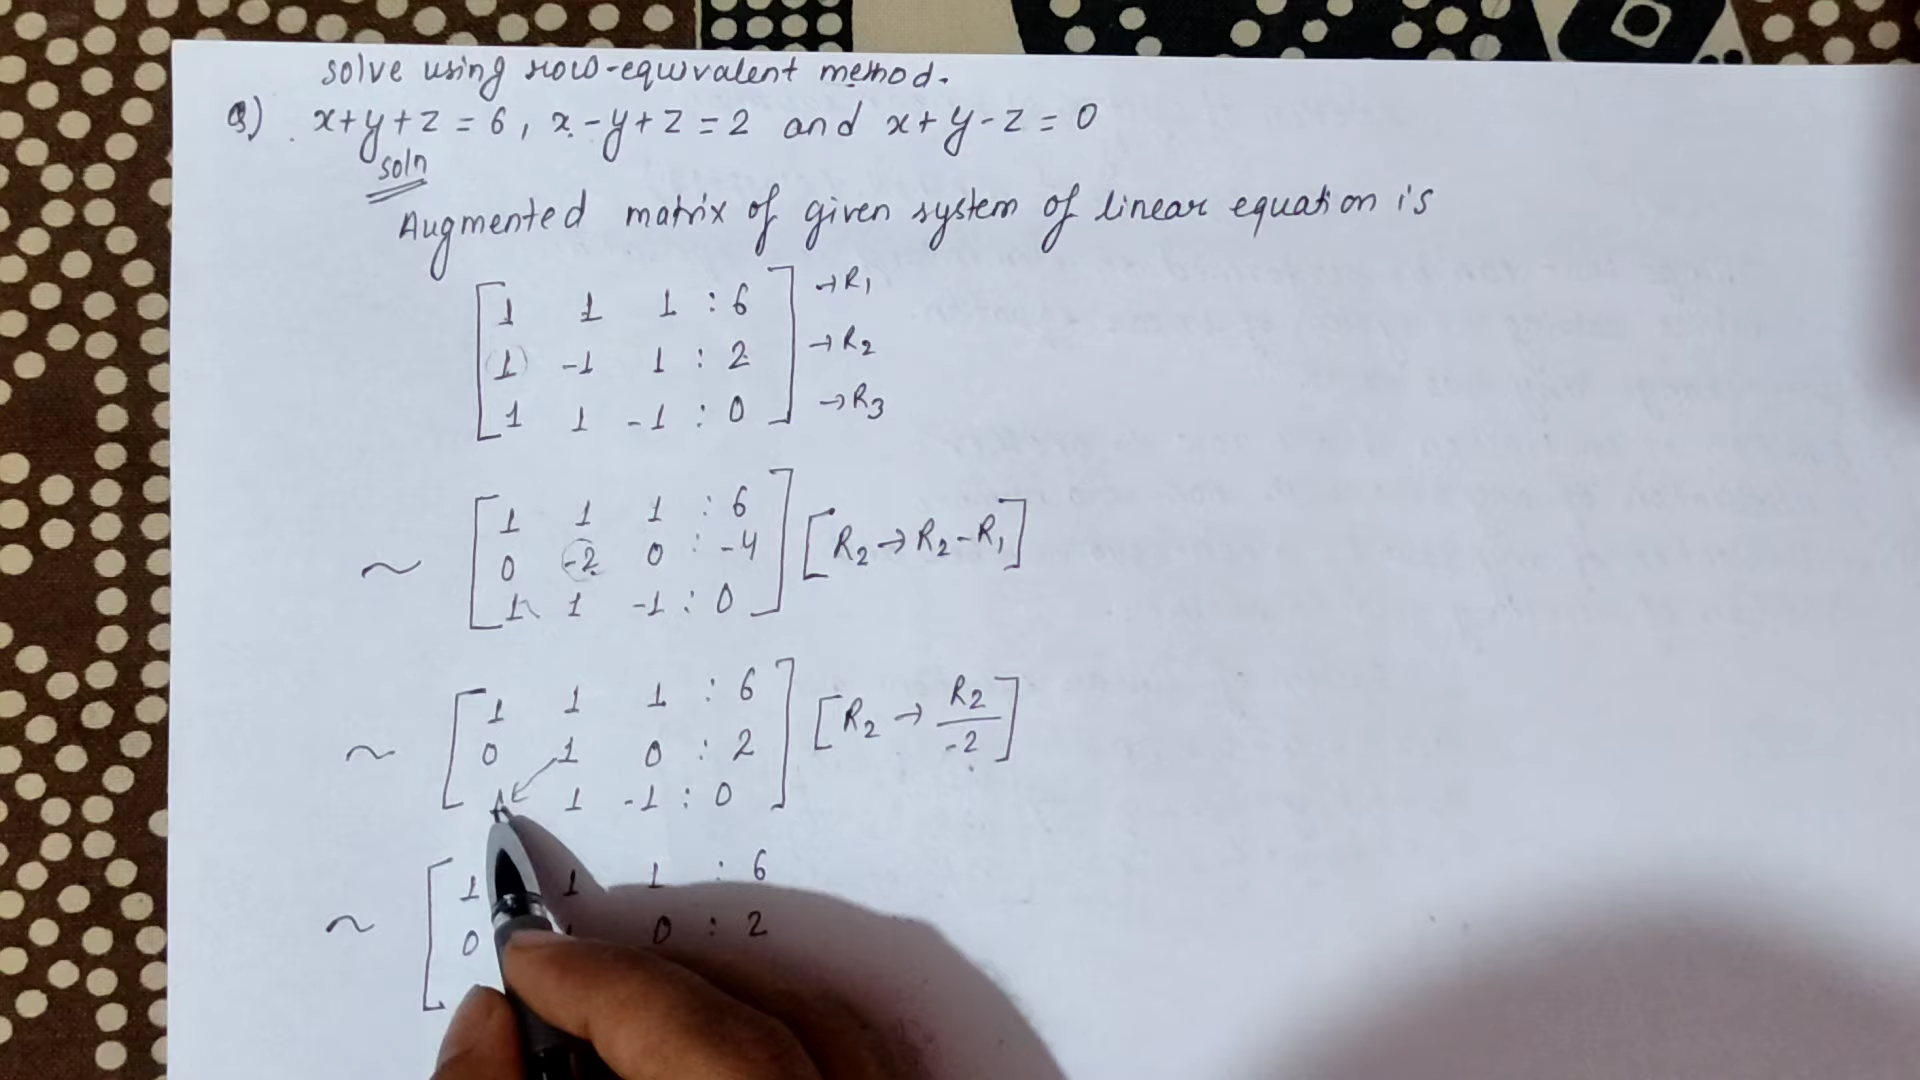 solve using row-equivalent method.
Q) x+y+z = 6, x-y+z = 2 and x+y-z = 0
soln
Augmented matrix of given system of linear equation is
1 1 1 : 6 → R1
1 -1 1 : 2 → R2
1 1 -1 : 0 → R3
1 1 1 : 6
~ 0 -2 0 : -4 [R2 → R2 - R1]
1 1 -1 : 0
1 1 1 : 6
~ 0 1 0 : 2 [R2 → R2/-2]
1 1 -1 : 0
1 1 1 : 6
~ 0 0 : 2